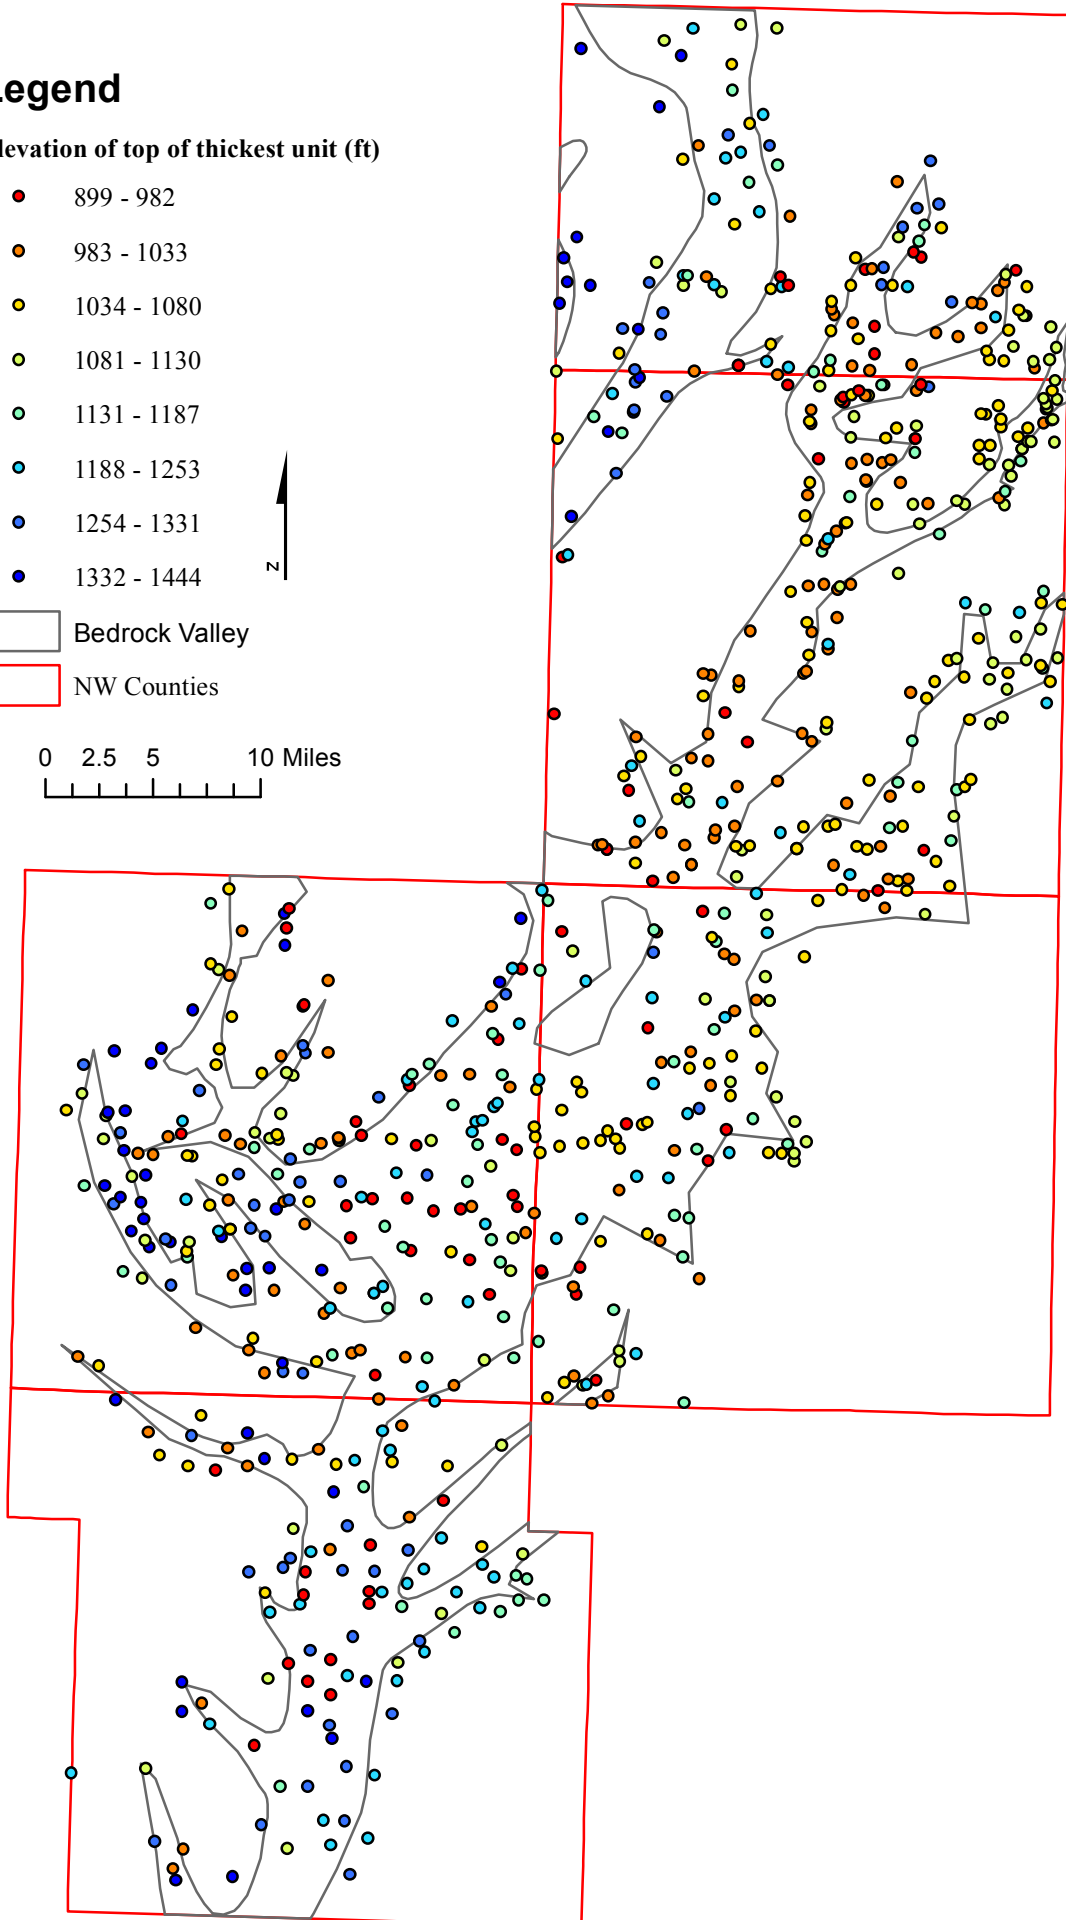 Legend
levation of top of thickest unit (ft)
899 - 982
983 - 1033
1034 - 1080
1081 - 1130
1131 - 1187
1188 - 1253
1254 - 1331
1332 - 1444
Bedrock Valley
NW Counties
N
0 2.5 5 10 Miles